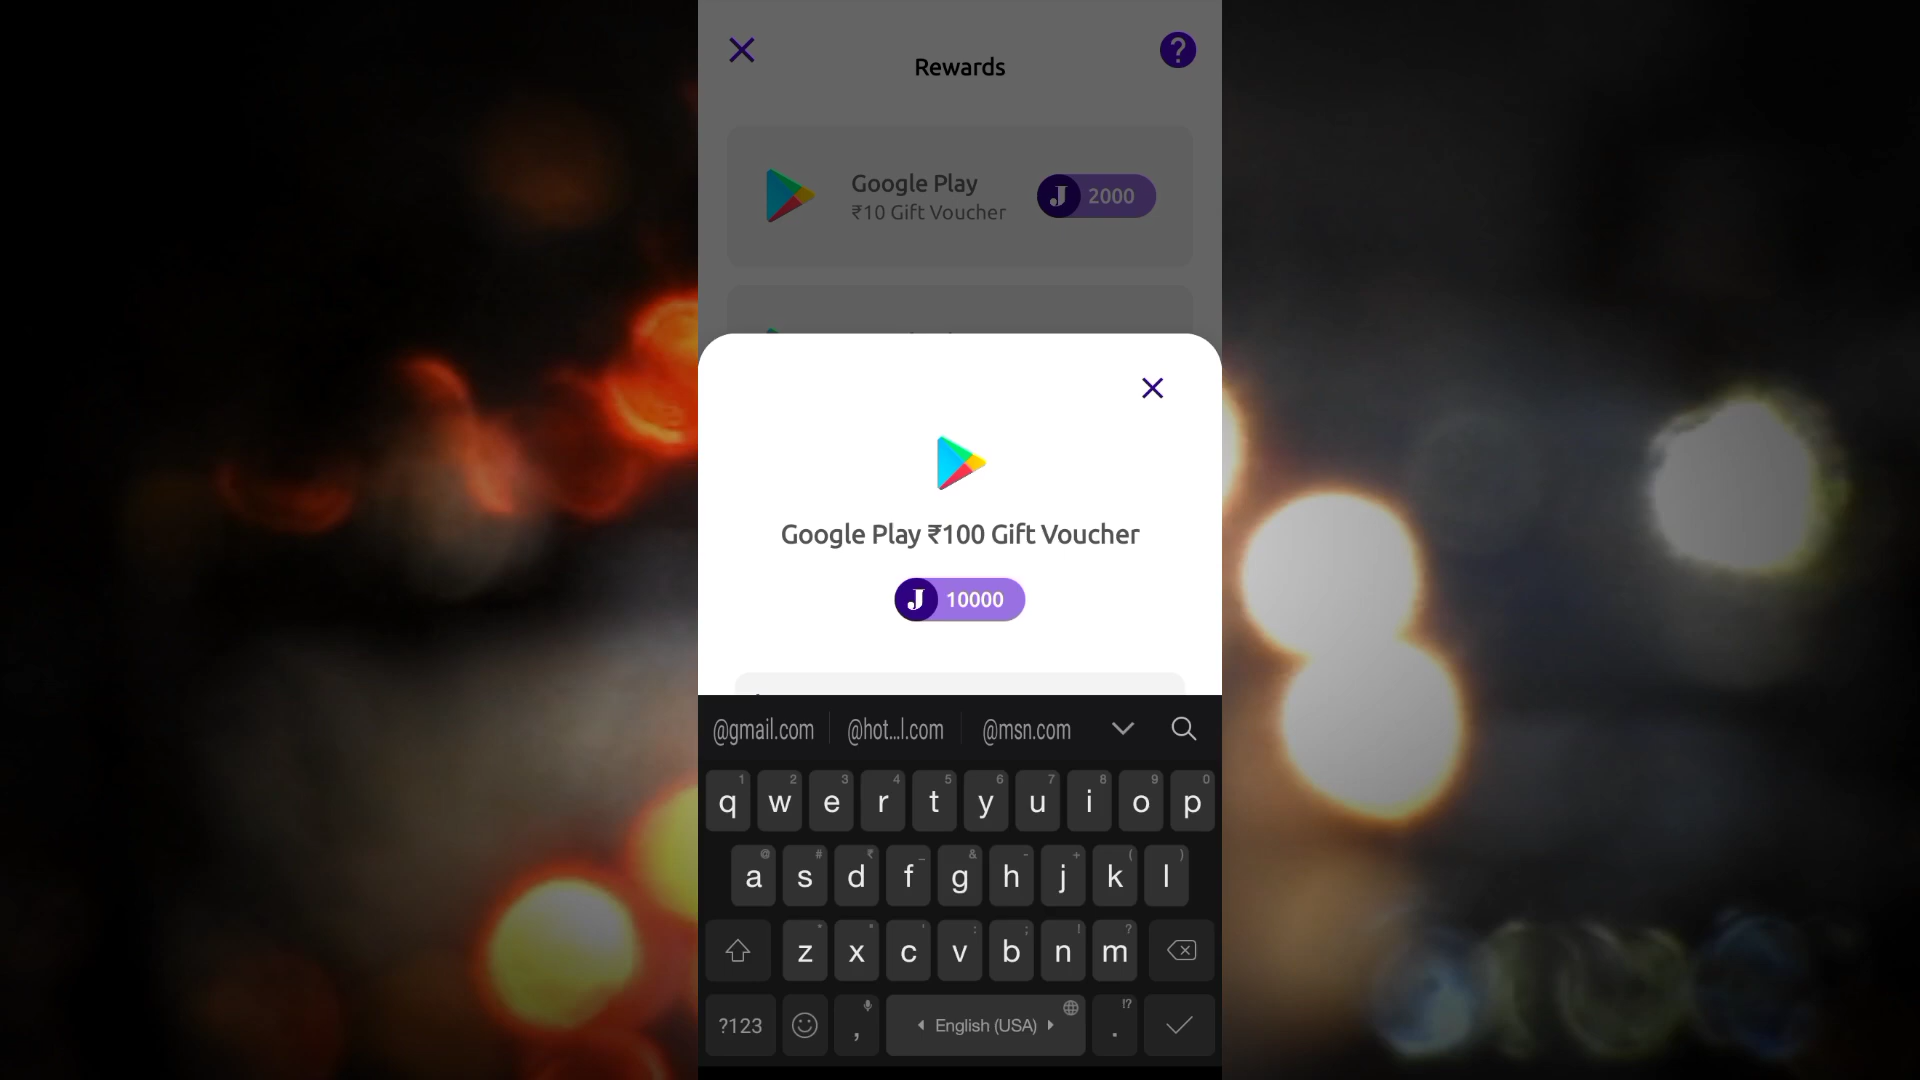 Rewards
?
Google Play
₹10 Gift Voucher
J 2000
Google Play ₹100 Gift Voucher
J 10000
@gmail.com @hot...l.com @msn.com
1 2 3 4 5 6 7 8 9 0
q w e r t y u i o p
@ # ₹ _ & - + ( )
a s d f g h j k l
* " ' : ; ! ?
z x c v b n m
!?
?123 , English (USA) .